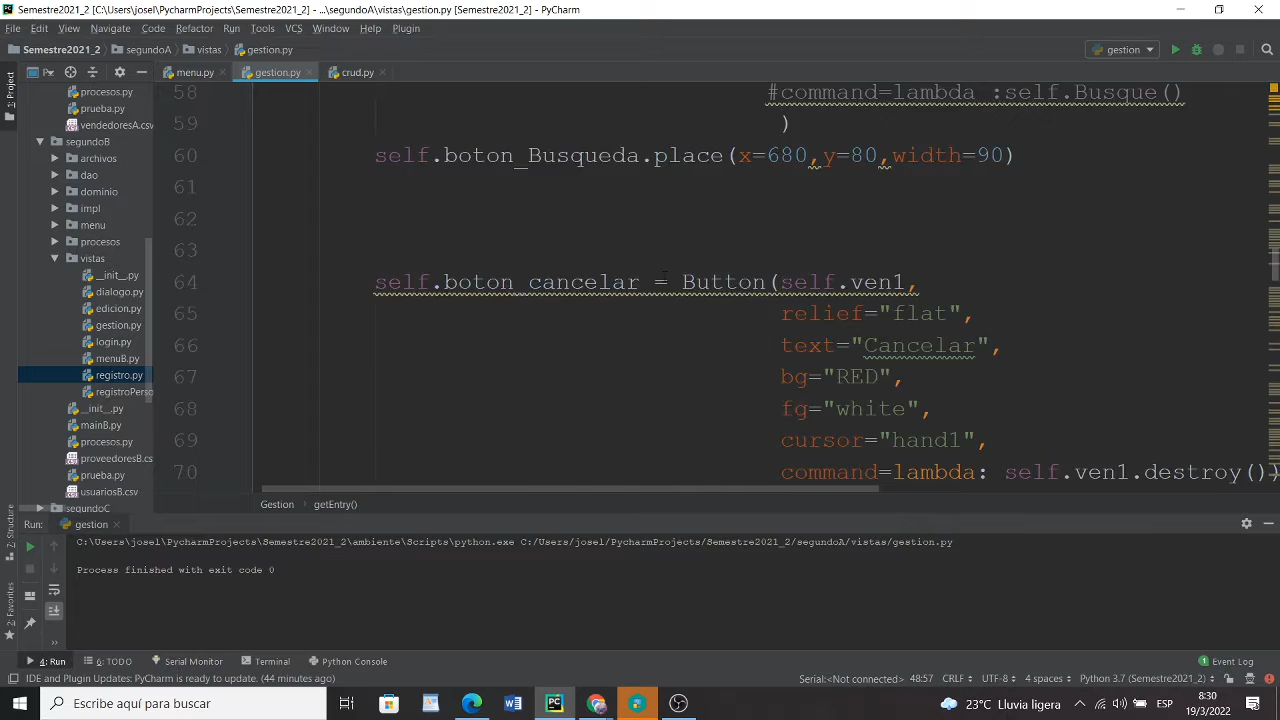 Semestre2021_2 [C:\Users\josel\PycharmProjects\Semestre2021_2] - ...\segundoA\vistas\gestion.py [Semestre2021_2] - PyCharm
File Edit View Navigate Code Refactor Run Tools VCS Window Help Plugin
Semestre2021_2 segundoA vistas gestion.py gestion
1: Project
menu.py gestion.py crud.py
procesos.py
prueba.py
vendedoresA.csv
segundoB
archivos
dao
dominio
impl
menu
procesos
vistas
__init__.py
dialogo.py
edicion.py
gestion.py
login.py
menuB.py
registro.py
registroPerso
__init__.py
mainB.py
procesos.py
proveedoresB.csv
prueba.py
usuariosB.csv
segundoC
58 #command=lambda :self.Busque()
59 )
60 self.boton_Busqueda.place(x=680,y=80,width=90)
61
62
63
64 self.boton_cancelar = Button(self.ven1,
65 relief="flat",
66 text="Cancelar",
67 bg="RED",
68 fg="white",
69 cursor="hand1",
70 command=lambda: self.ven1.destroy())
Gestion getEntry()
7: Structure
2: Favorites
Run: gestion
C:\Users\josel\PycharmProjects\Semestre2021_2\ambiente\Scripts\python.exe C:/Users/josel/PycharmProjects/Semestre2021_2/segundoA/vistas/gestion.py
Process finished with exit code 0
4: Run 6: TODO Serial Monitor Terminal Python Console 1 Event Log
IDE and Plugin Updates: PyCharm is ready to update. (44 minutes ago) Serial:<Not connected> 48:57 CRLF UTF-8 4 spaces Python 3.7 (Semestre2021_2)
Escribe aquí para buscar
23°C Lluvia ligera
ESP
8:30
19/3/2022